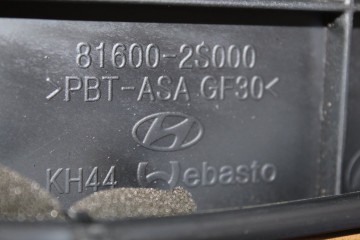 81600-2S000
>PBT-ASA GF30<
KH44 Webasto